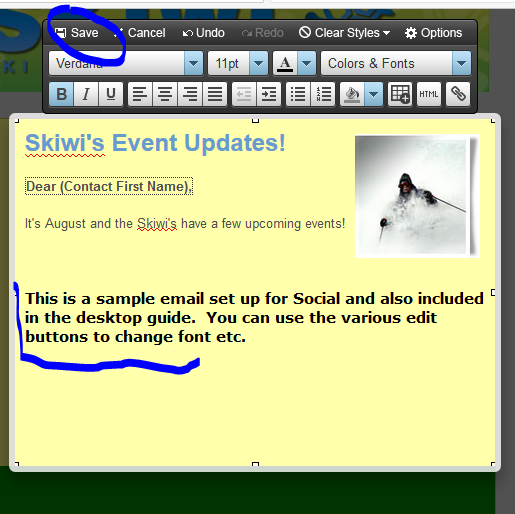 SKIWI
SKI
Save Cancel Undo Redo Clear Styles Options
Verdana 11pt A Colors & Fonts
B I U HTML
Skiwi's Event Updates!
Dear (Contact First Name),
It's August and the Skiwi's have a few upcoming events!
This is a sample email set up for Social and also included
in the desktop guide. You can use the various edit
buttons to change font etc.